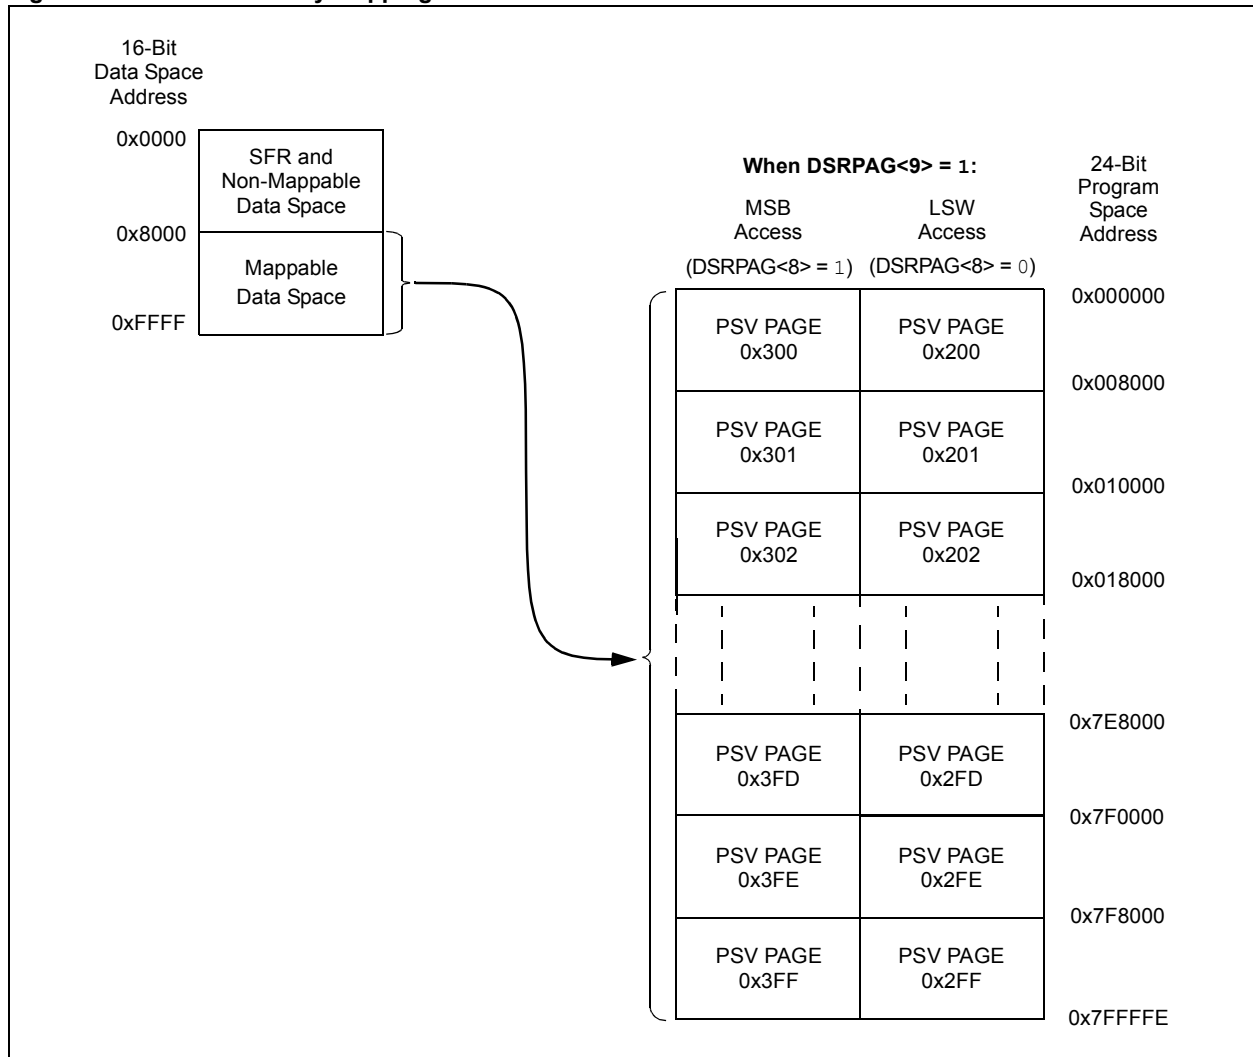 16-Bit
Data Space
Address
0x0000
SFR and
Non-Mappable
Data Space
0x8000
Mappable
Data Space
0xFFFF
When DSRPAG<9> = 1:
24-Bit
Program
Space
Address
MSB
Access
(DSRPAG<8> = 1)
LSW
Access
(DSRPAG<8> = 0)
0x000000
PSV PAGE
0x300
PSV PAGE
0x200
0x008000
PSV PAGE
0x301
PSV PAGE
0x201
0x010000
PSV PAGE
0x302
PSV PAGE
0x202
0x018000
0x7E8000
PSV PAGE
0x3FD
PSV PAGE
0x2FD
0x7F0000
PSV PAGE
0x3FE
PSV PAGE
0x2FE
0x7F8000
PSV PAGE
0x3FF
PSV PAGE
0x2FF
0x7FFFFE